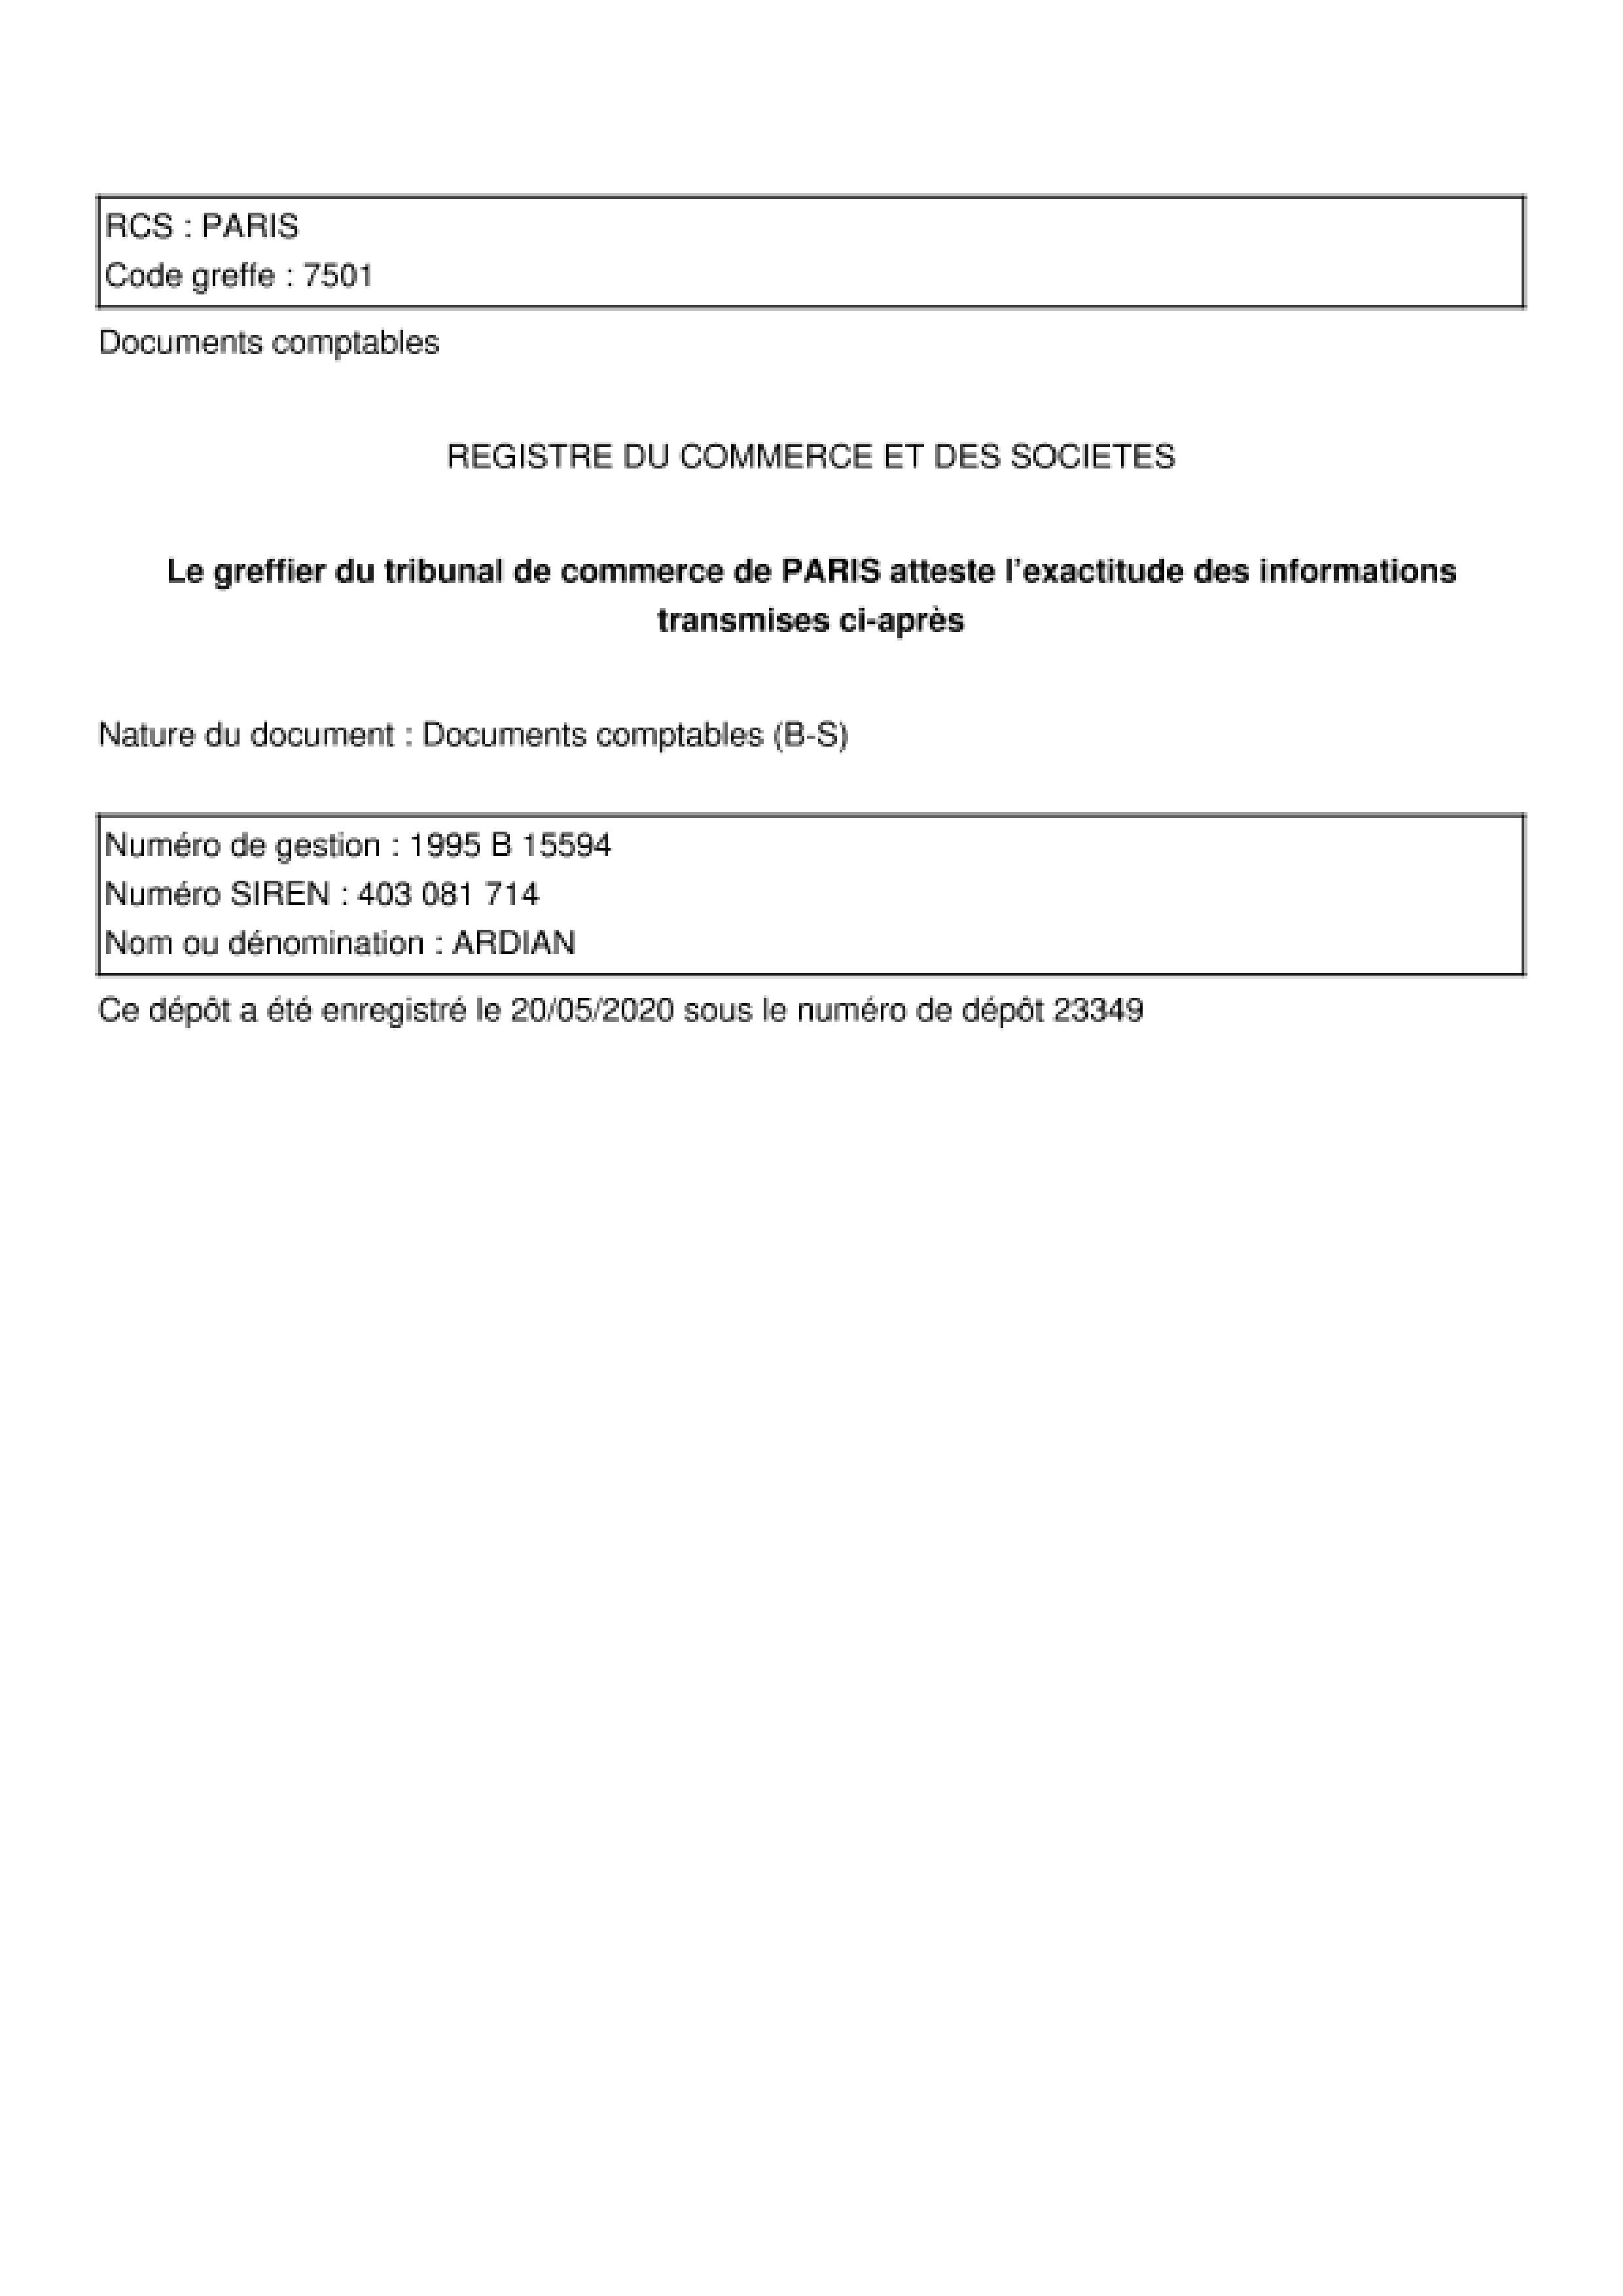 RCS : PARIS
Code greffe : 7501
Documents comptables
REGISTRE DU COMMERCE ET DES SOCIETES
Le greffier du tribunal de commerce de PARIS atteste l'exactitude des informations
transmises ci-après
Nature du document : Documents comptables (B-S)
Numéro de gestion : 1995 B 15594
Numéro SIREN : 403 081 714
Nom ou dénomination : ARDIAN
Ce dépôt a été enregistré le 20/05/2020 sous le numéro de dépôt 23349